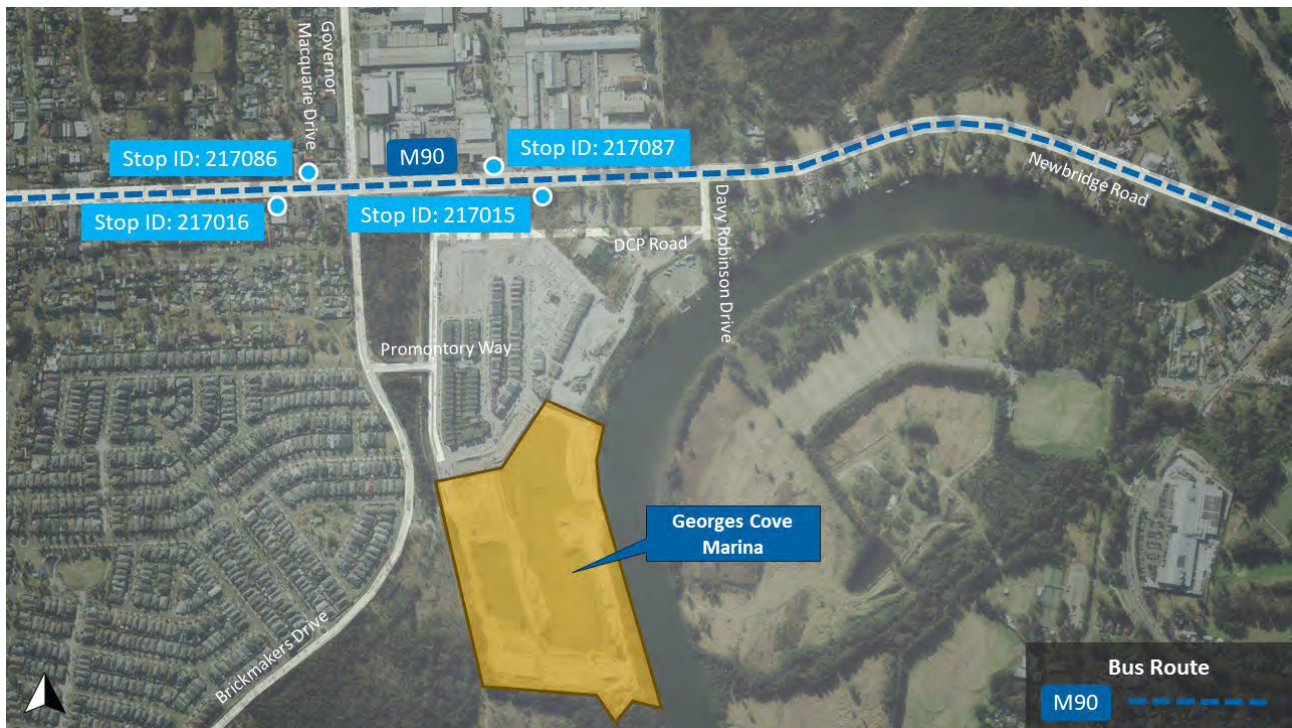 Governor
Macquarie Drive
Stop ID: 217086
M90
Stop ID: 217087
Stop ID: 217016
Stop ID: 217015
Newbridge Road
DCP Road
Davy Robinson Drive
Promontory Way
Georges Cove
Marina
Brickmakers Drive
Bus Route
M90